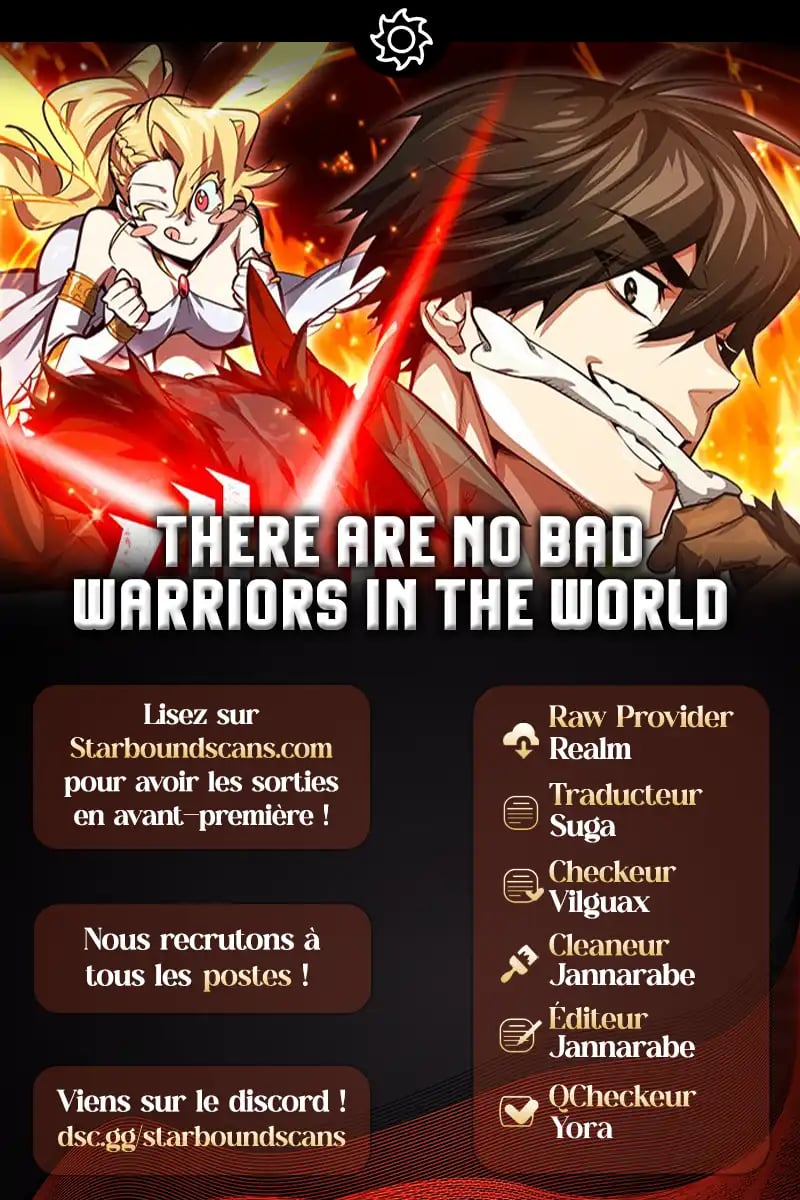 THERE ARE NO BAD
WARRIORS IN THE WORLD
Lisez sur
Starboundscans.com
pour avoir les sorties
en avant-première !
Nous recrutons à
tous les postes !
Viens sur le discord !
dsc.gg/starboundscans
Raw Provider
Realm
Traducteur
Suga
Checkeur
Vilguax
Cleaneur
Jannarabe
Éditeur
Jannarabe
QCheckeur
Yora